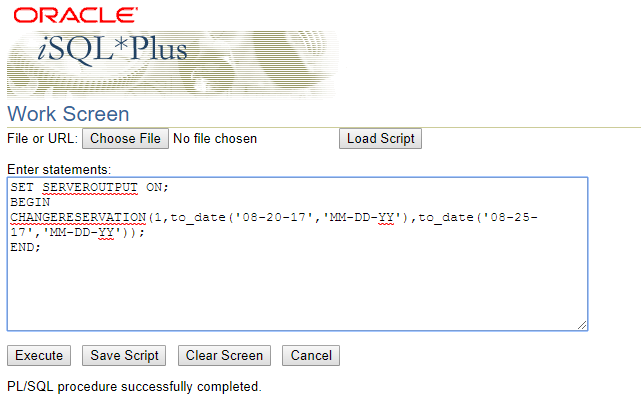 ORACLE
iSQL*Plus
Work Screen
File or URL: Choose File No file chosen Load Script
Enter statements:
SET SERVEROUTPUT ON;
BEGIN
CHANGERESERVATION(1,to_date('08-20-17','MM-DD-YY'),to_date('08-25-
17','MM-DD-YY'));
END;
Execute Save Script Clear Screen Cancel
PL/SQL procedure successfully completed.